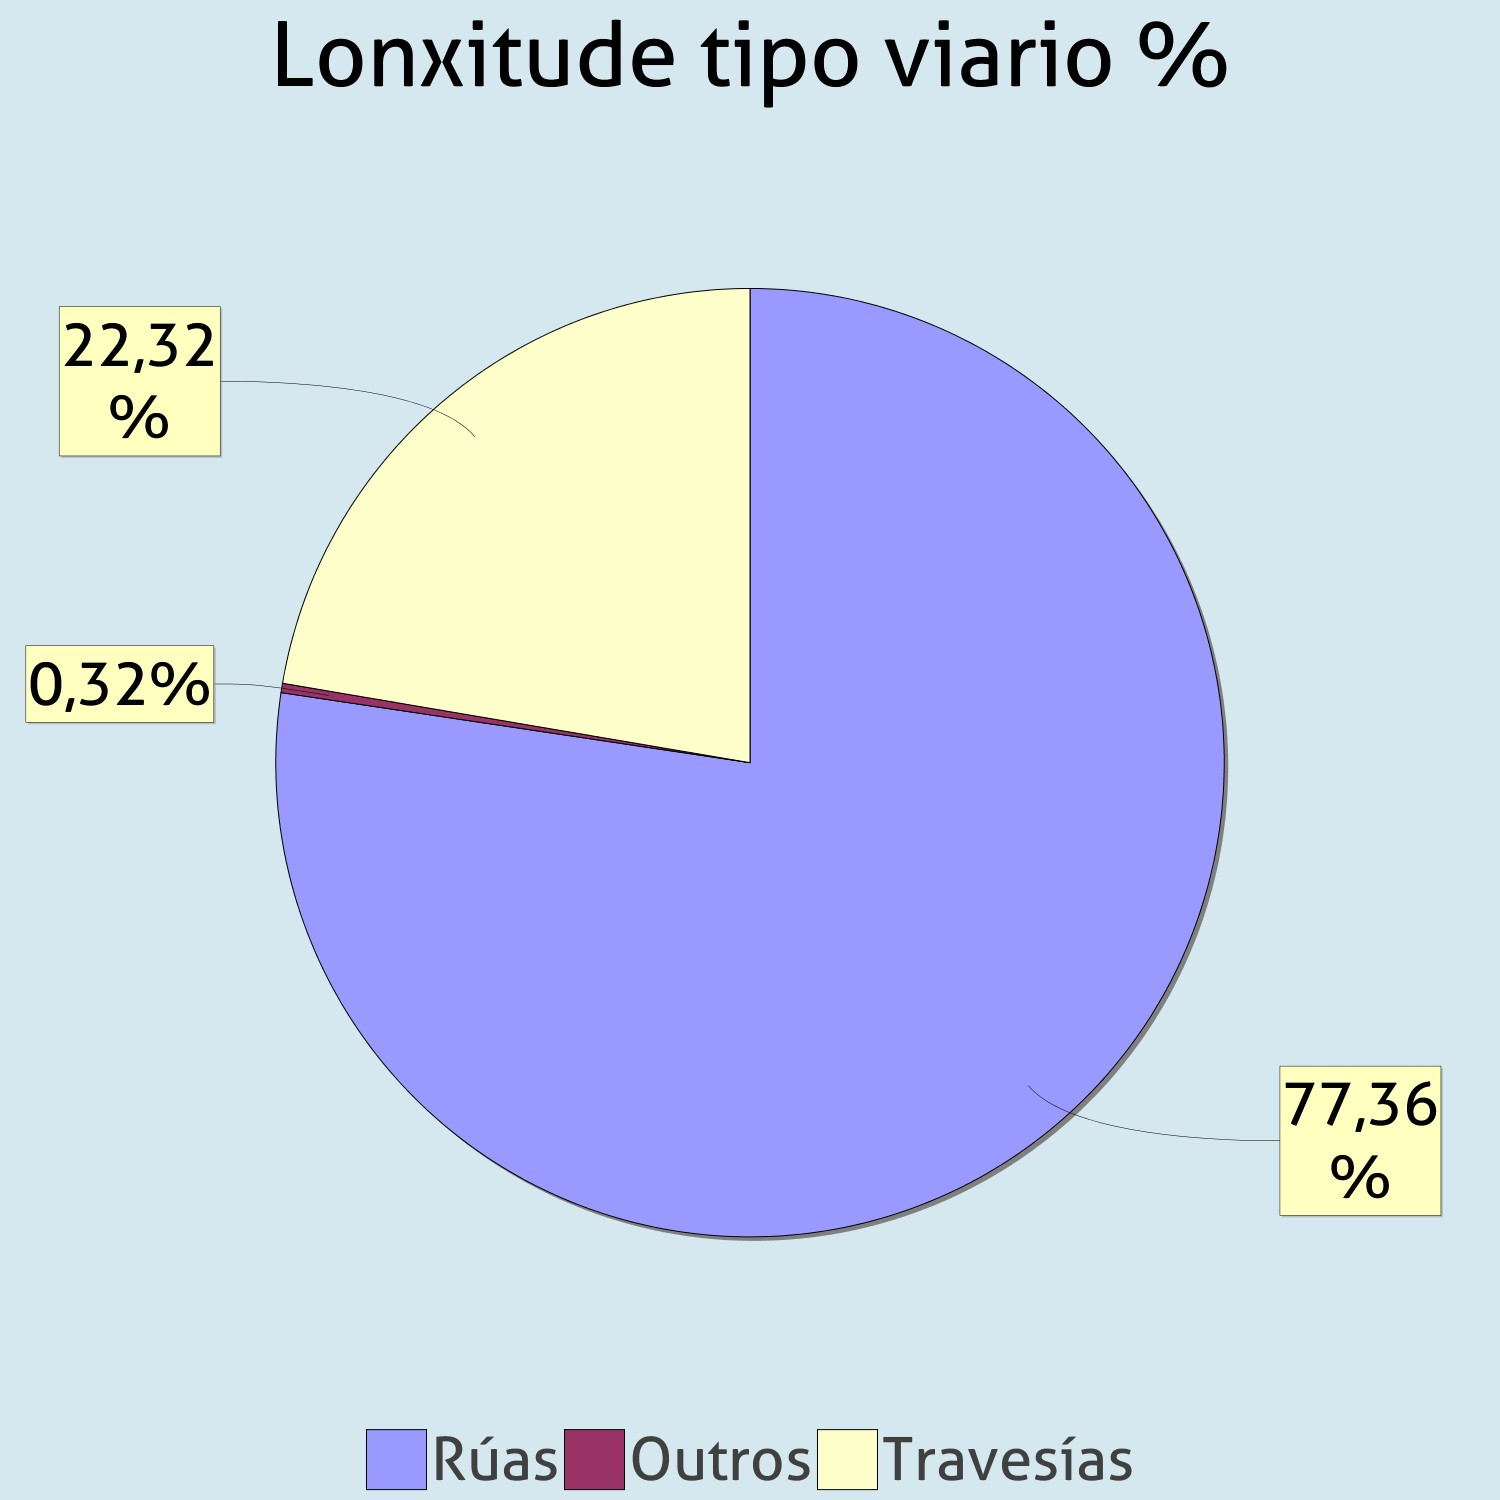 Lonxitude tipo viario %
22,32
%
0,32%
77,36
%
Rúas Outros Travesías